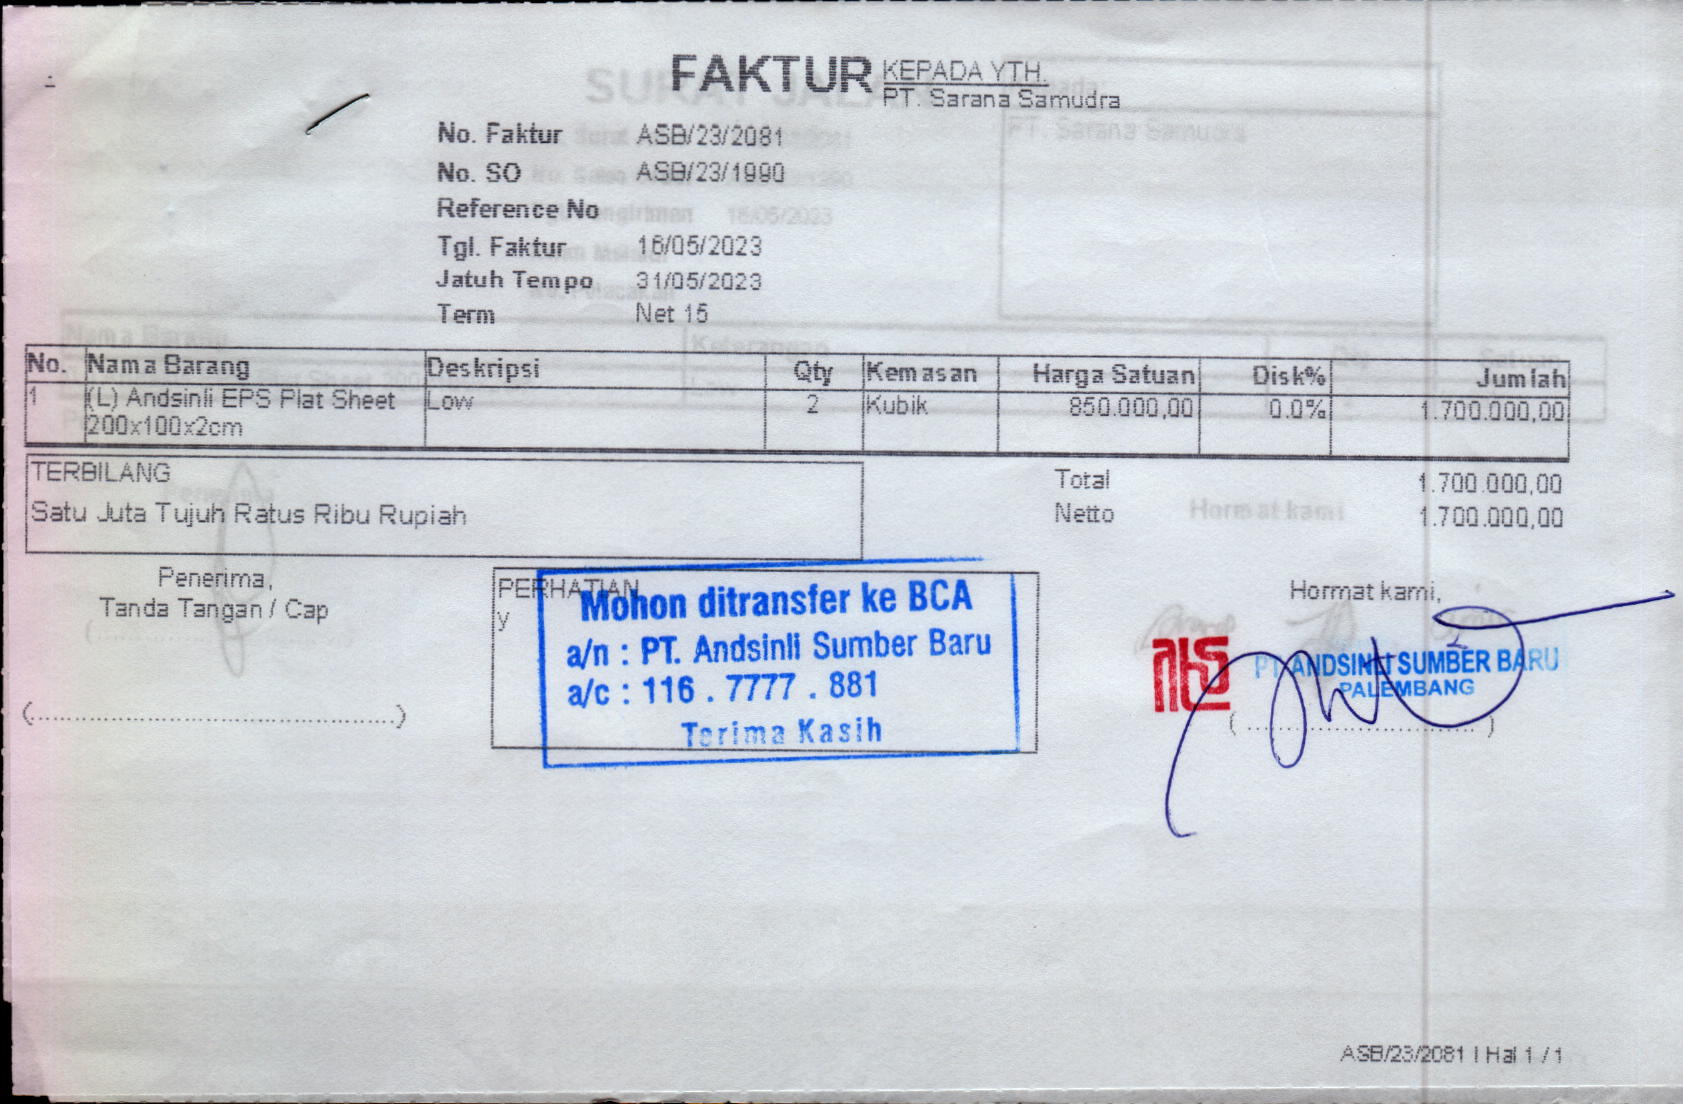 FAKTUR
KEPADA YTH.
PT. Sarana Samudra
No. Faktur ASB/23/2081
No. SO ASB/23/1990
Reference No
Tgl. Faktur 16/05/2023
Jatuh Tempo 31/05/2023
Term Net 15
No. Nama Barang Deskripsi Qty Kemasan Harga Satuan Disk% Jumlah
1 (L) Andsinli EPS Plat Sheet Low 2 Kubik 850.000,00 0.0% 1.700.000,00
200x100x2cm
TERBILANG
Satu Juta Tujuh Ratus Ribu Rupiah
Total 1.700.000,00
Netto 1.700.000,00
Penerima,
Tanda Tangan / Cap
(........................................)
PERHATIAN
y
Mohon ditransfer ke BCA
a/n : PT. Andsinli Sumber Baru
a/c : 116 . 7777 . 881
Terima Kasih
Hormat kami,
PT. ANDSINLI SUMBER BARU
PALEMBANG
(........................................)
ASB/23/2081 | Hal 1 / 1